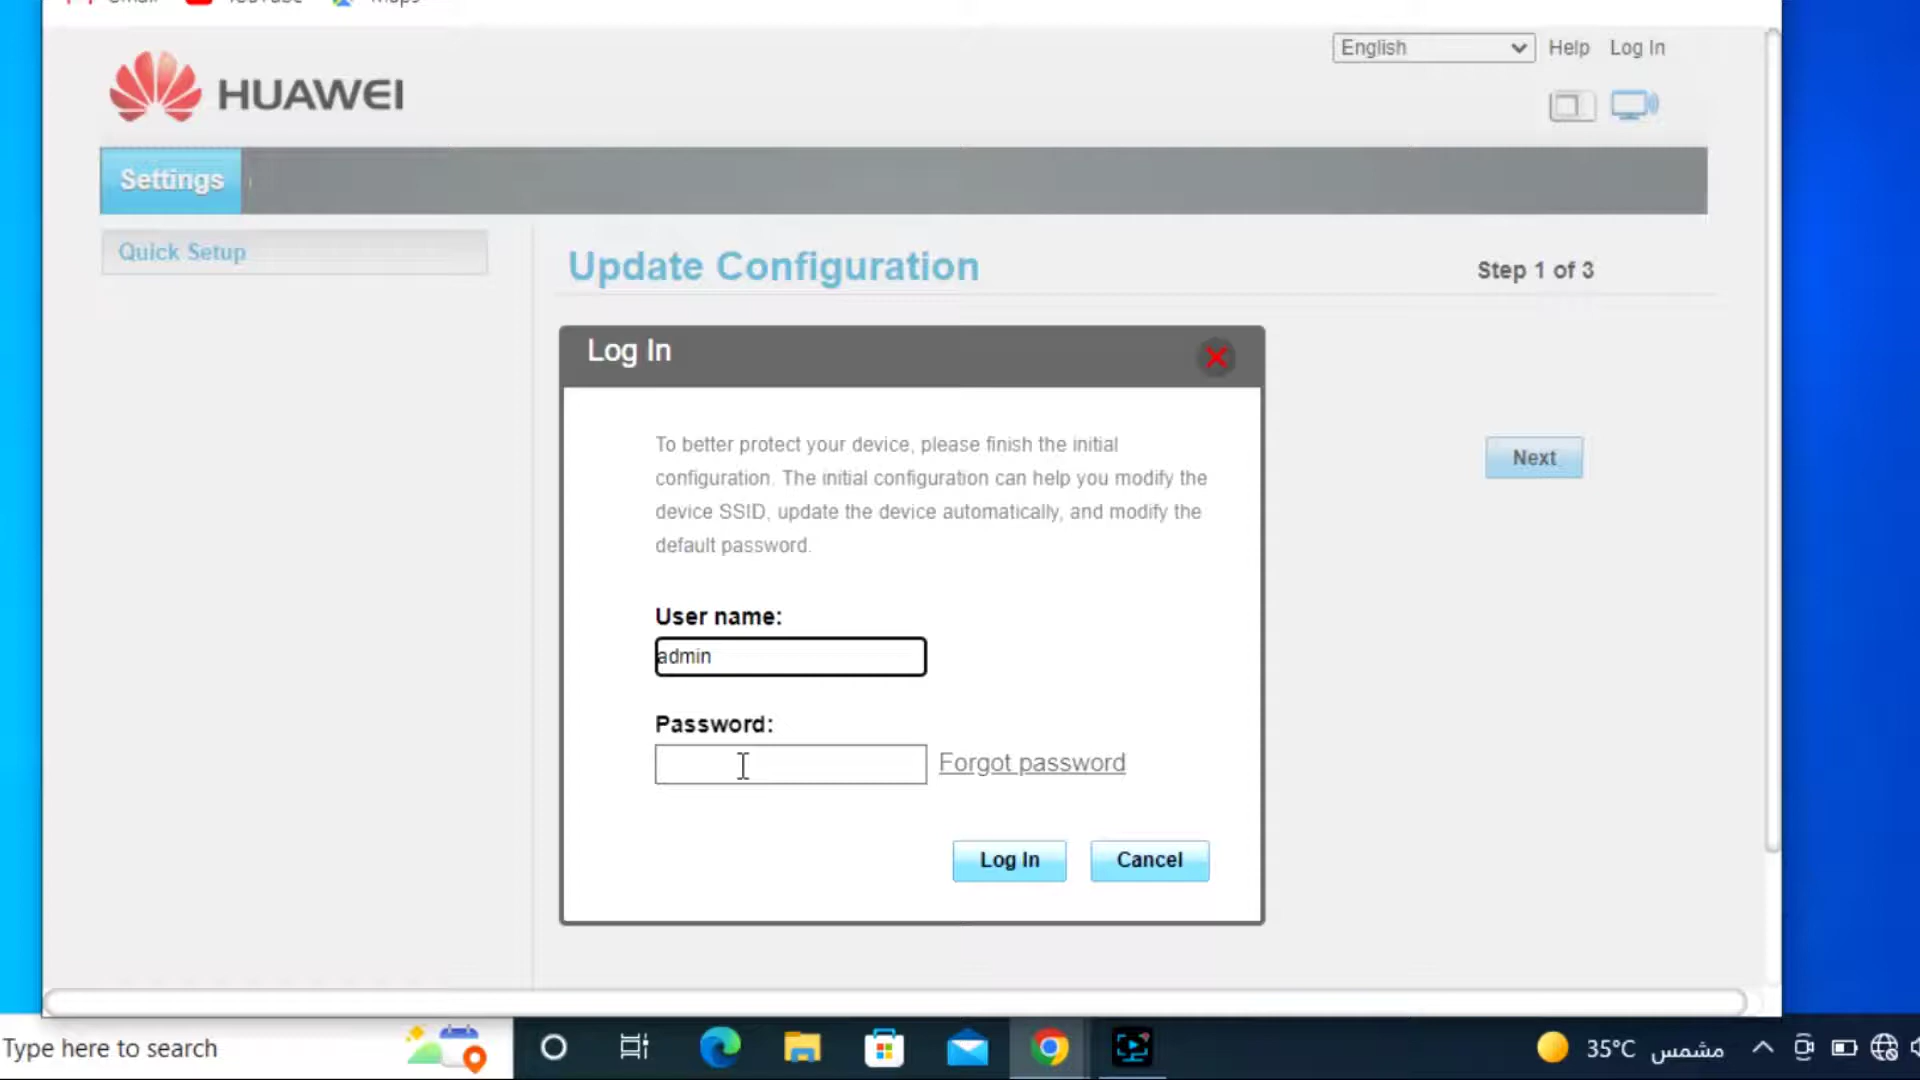 Gmail
YouTube
Maps
English
Help
Log In
HUAWEI
Settings
Quick Setup
Update Configuration
Step 1 of 3
Log In
To better protect your device, please finish the initial
configuration. The initial configuration can help you modify the
device SSID, update the device automatically, and modify the
default password.
Next
User name:
admin
Password:
Forgot password
Log In
Cancel
Type here to search
35°C
مشمس